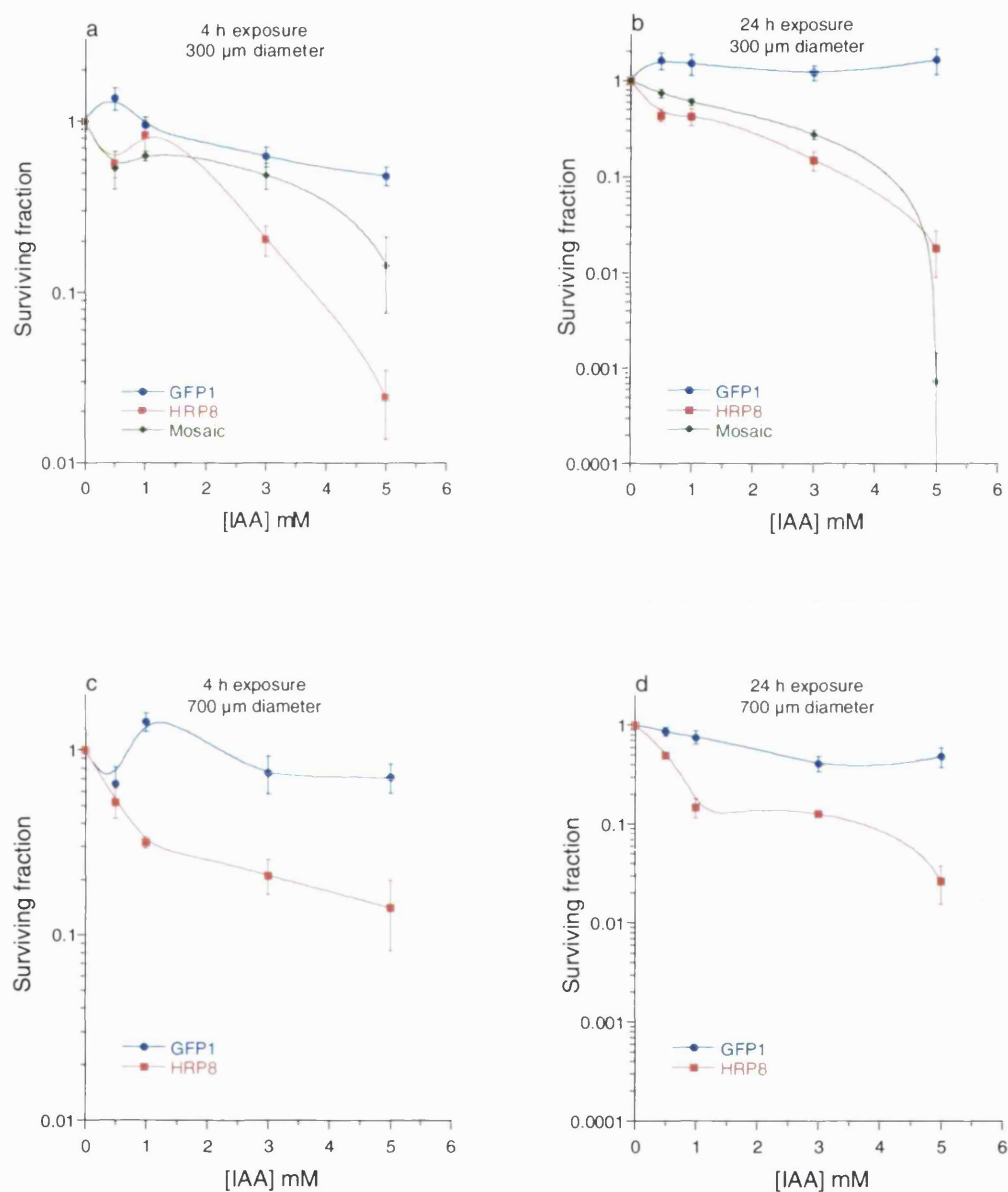 a
4 h exposure
300 µm diameter
1
0.1
0.01
Surviving fraction
GFP1
HRP8
Mosaic
0 1 2 3 4 5 6
[IAA] mM
b
24 h exposure
300 µm diameter
1
0.1
0.01
0.001
0.0001
Surviving fraction
GFP1
HRP8
Mosaic
0 1 2 3 4 5 6
[IAA] mM
c
4 h exposure
700 µm diameter
1
0.1
0.01
Surviving fraction
GFP1
HRP8
0 1 2 3 4 5 6
[IAA] mM
d
24 h exposure
700 µm diameter
1
0.1
0.01
0.001
0.0001
Surviving fraction
GFP1
HRP8
0 1 2 3 4 5 6
[IAA] mM